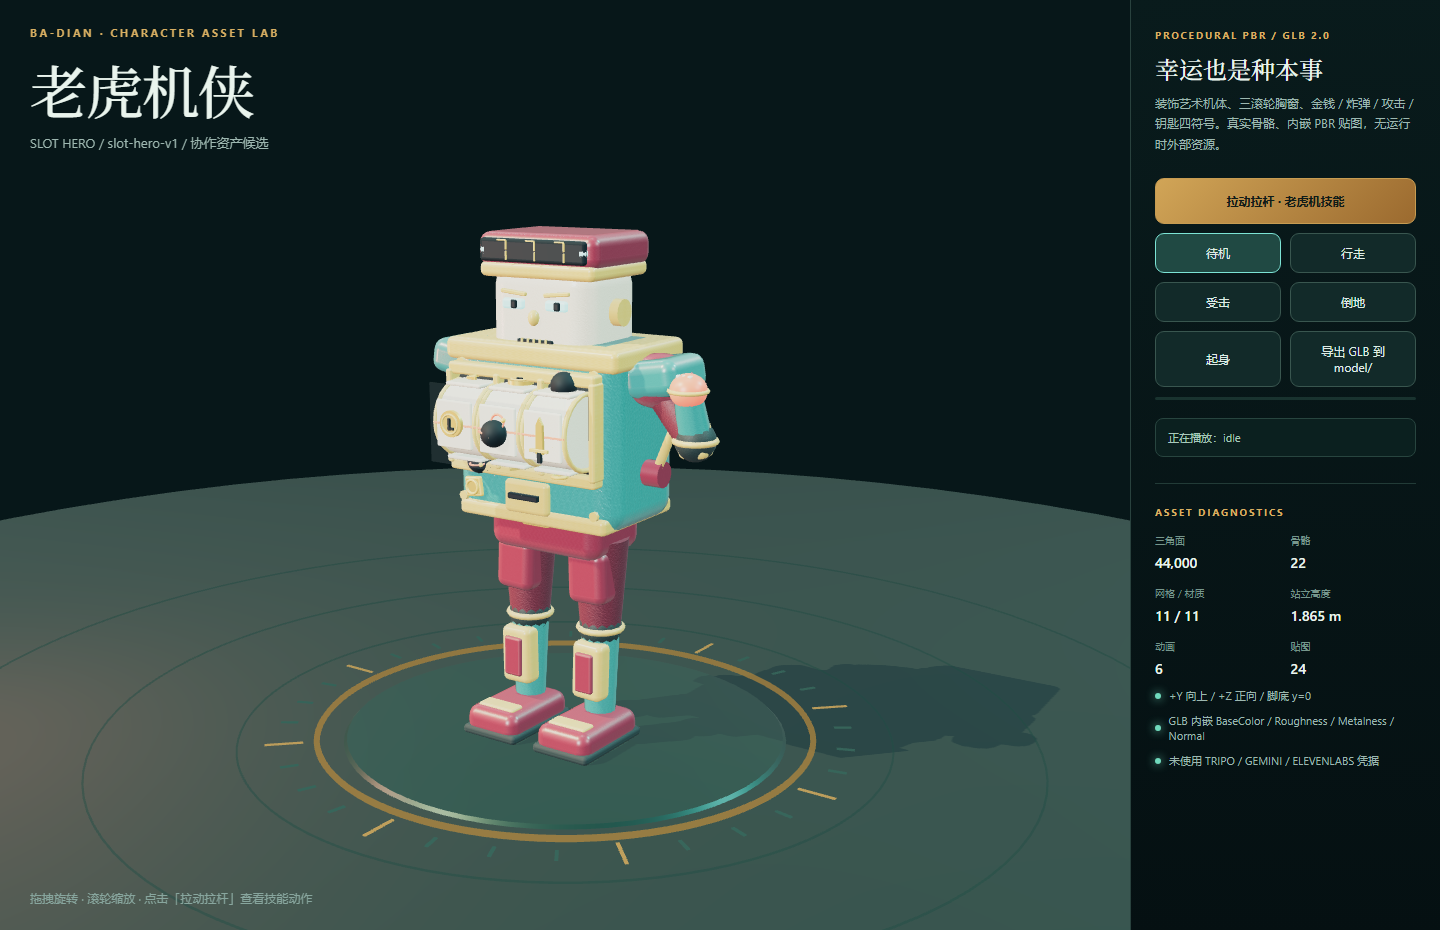 BA-DIAN · CHARACTER ASSET LAB
老虎机侠
SLOT HERO / slot-hero-v1 / 协作资产候选
L
拖拽旋转 · 滚轮缩放 · 点击「拉动拉杆」查看技能动作
PROCEDURAL PBR / GLB 2.0
幸运也是种本事
装饰艺术机体、三滚轮胸窗、金钱 / 炸弹 / 攻击 /
钥匙四符号。真实骨骼、内嵌 PBR 贴图，无运行
时外部资源。
拉动拉杆 · 老虎机技能
待机
行走
受击
倒地
起身
导出 GLB 到
model/
正在播放：idle
ASSET DIAGNOSTICS
三角面
骨骼
44,000
22
网格 / 材质
站立高度
11 / 11
1.865 m
动画
贴图
6
24
+Y 向上 / +Z 正向 / 脚底 y=0
GLB 内嵌 BaseColor / Roughness / Metalness /
Normal
未使用 TRIPO / GEMINI / ELEVENLABS 凭据